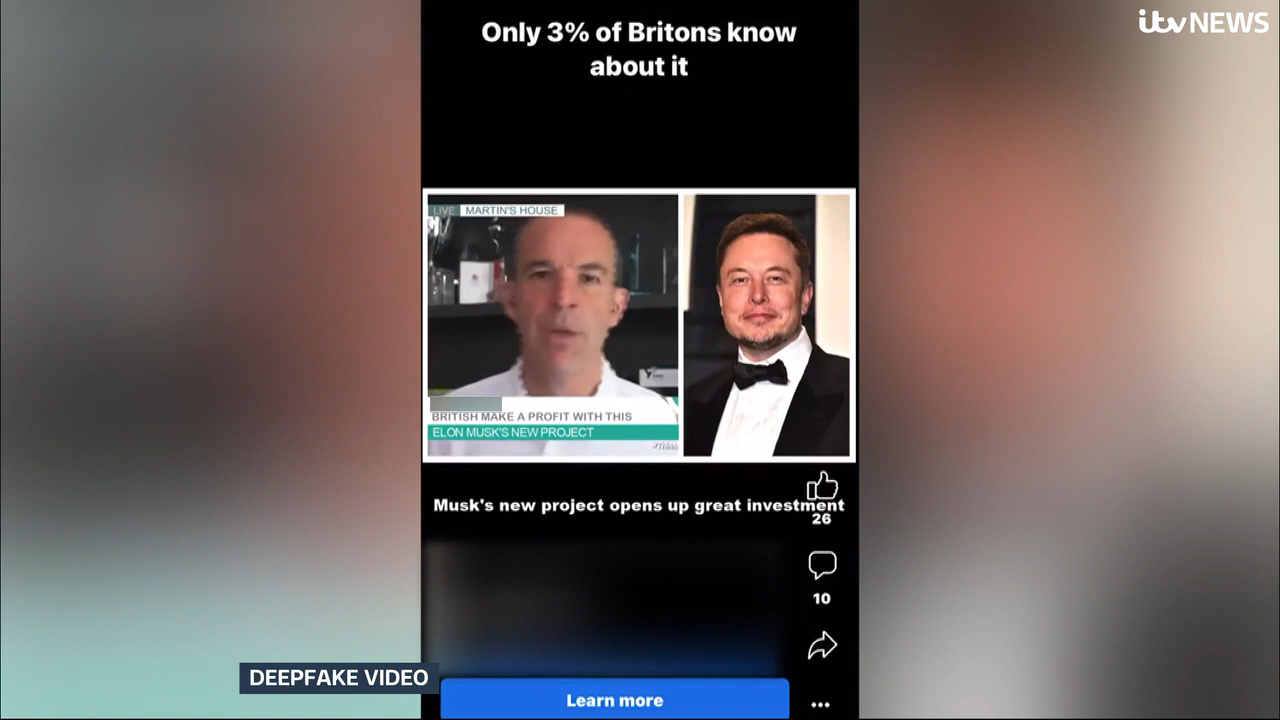 itv NEWS
Only 3% of Britons know
about it
LIVE MARTIN'S HOUSE
BRITISH MAKE A PROFIT WITH THIS
ELON MUSK'S NEW PROJECT
Musk's new project opens up great investment
26
10
DEEPFAKE VIDEO
Learn more